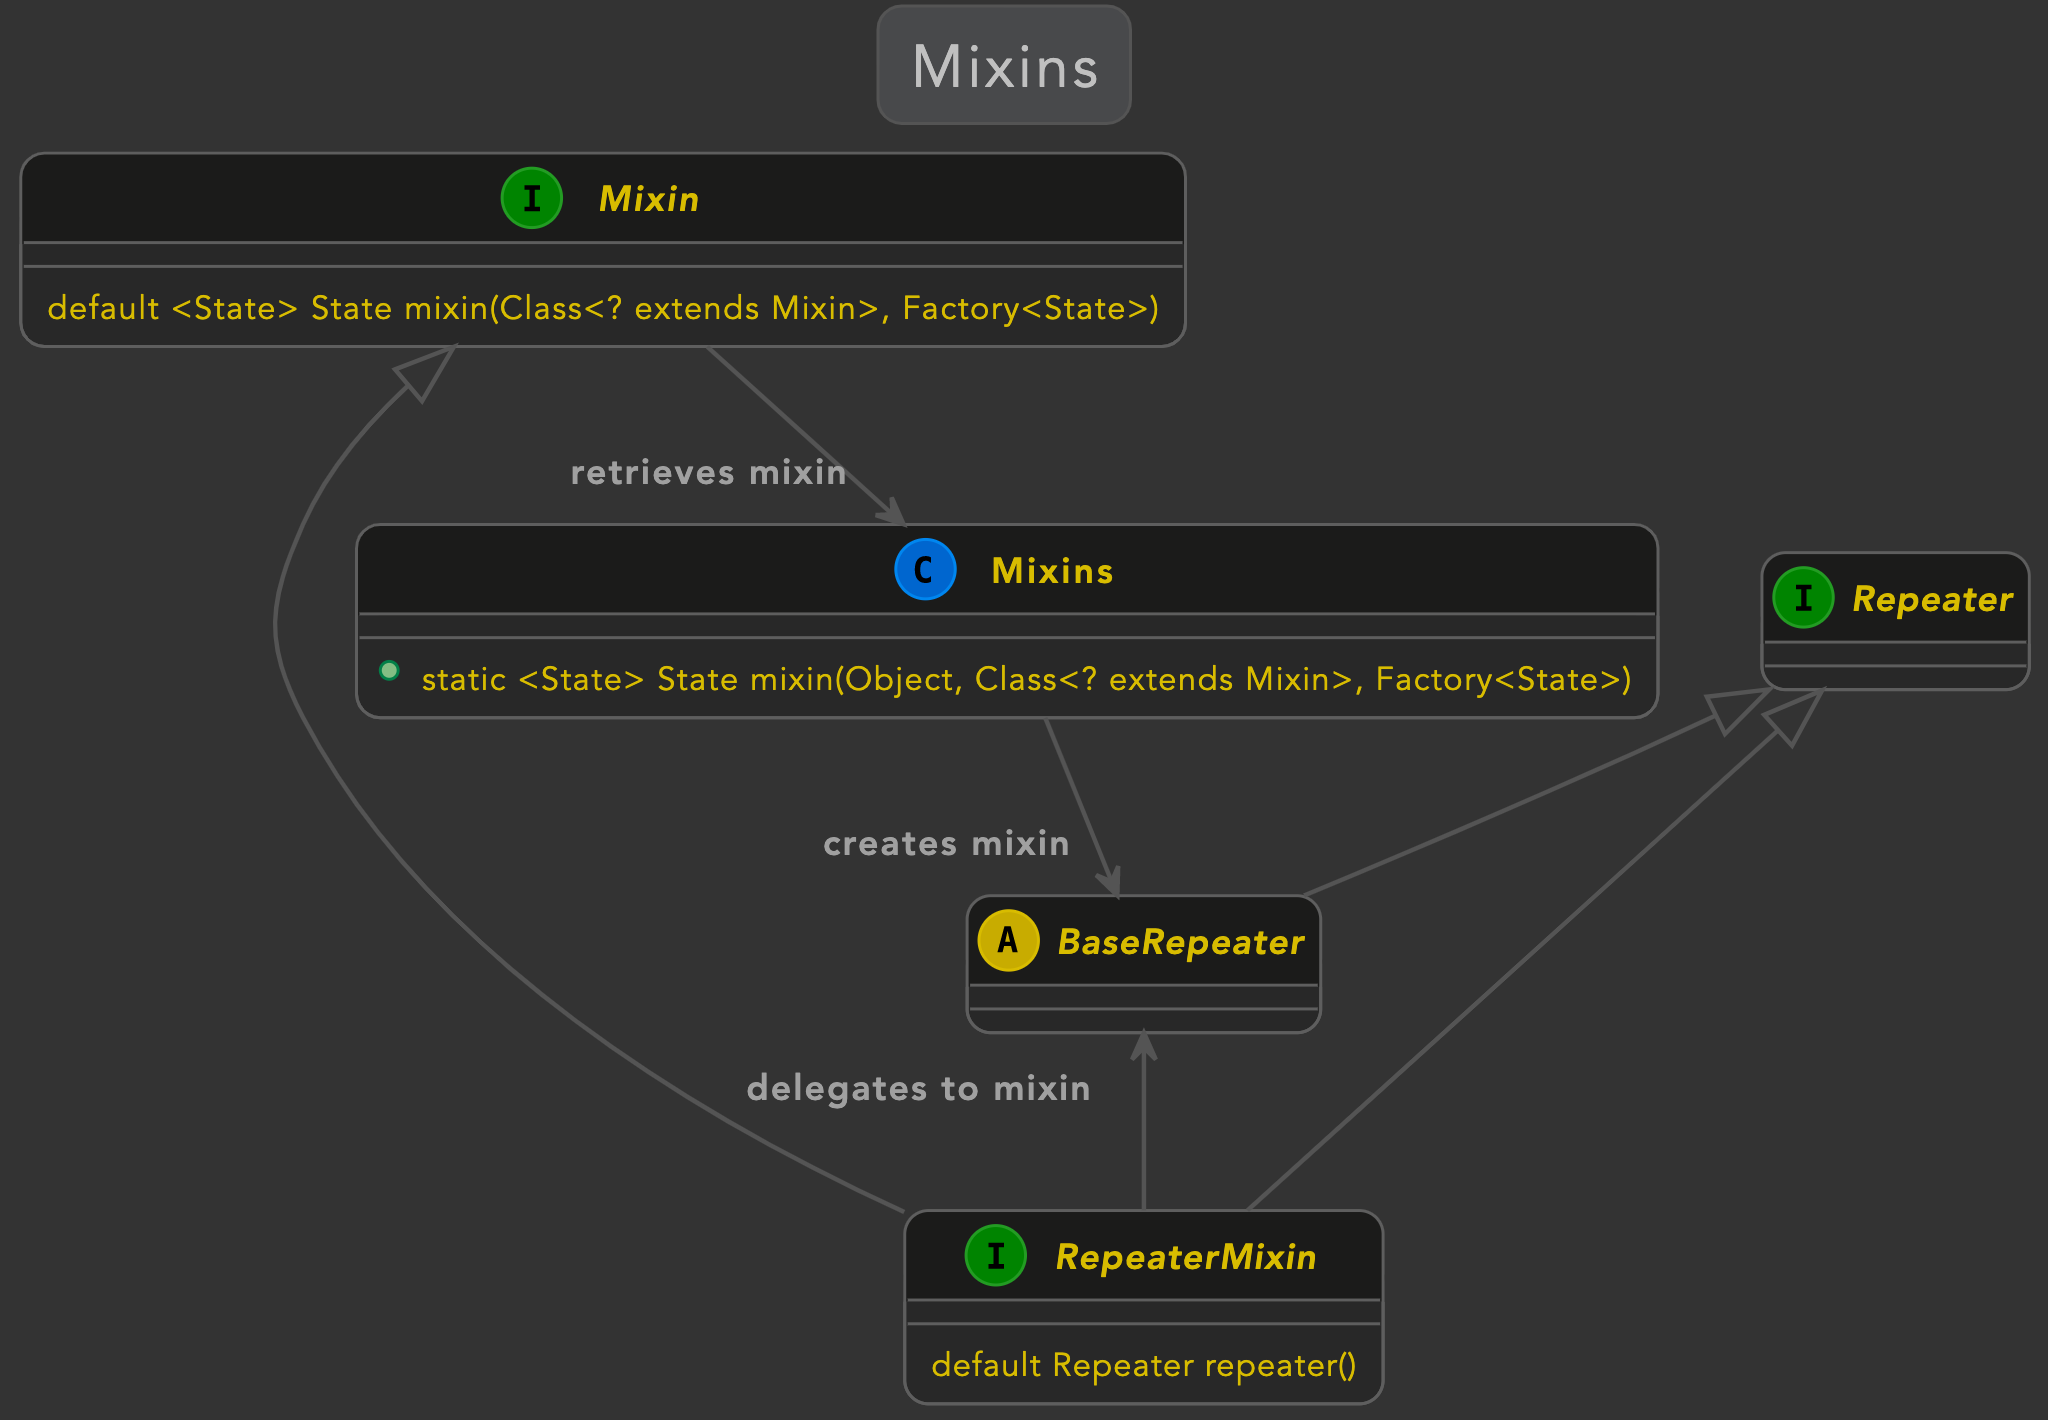 Mixins
I Mixin
default <State> State mixin(Class<? extends Mixin>, Factory<State>)
retrieves mixin
C Mixins
static <State> State mixin(Object, Class<? extends Mixin>, Factory<State>)
I Repeater
creates mixin
A BaseRepeater
delegates to mixin
I RepeaterMixin
default Repeater repeater()